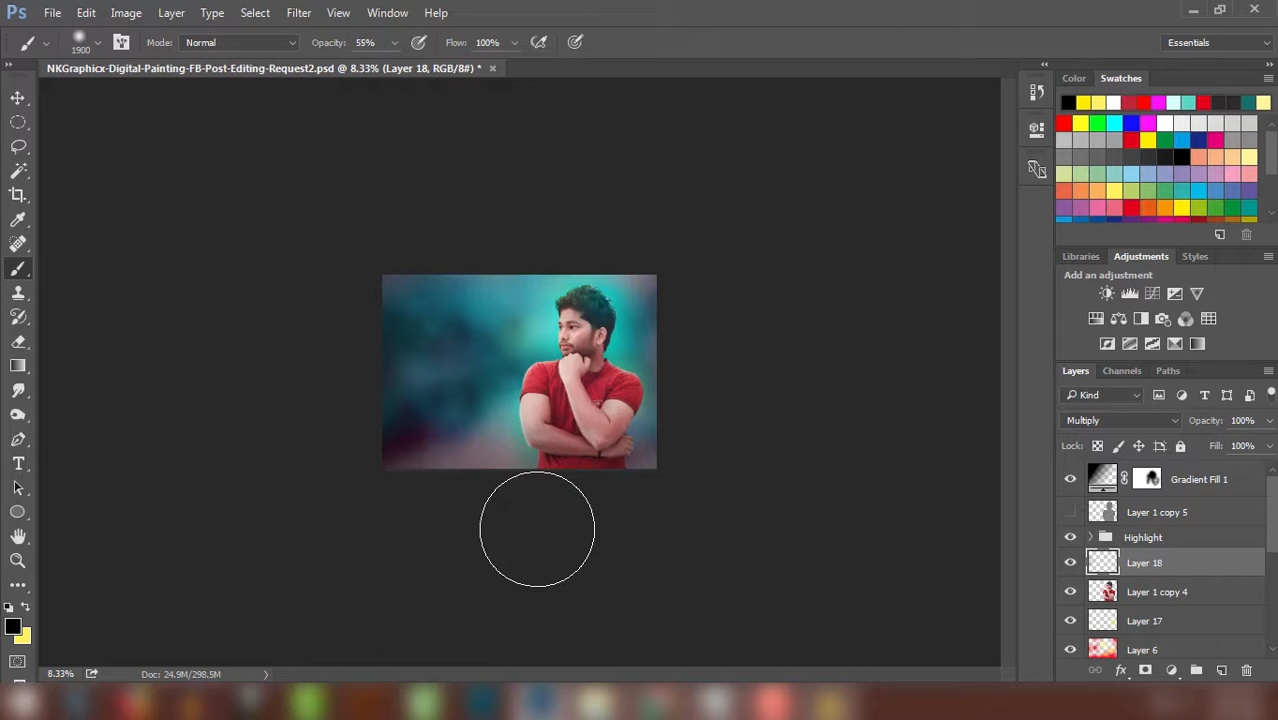 Ps File Edit Image Layer Type Select Filter View Window Help
1900 Mode: Normal Opacity: 55% Flow: 100% Essentials
NKGraphicx-Digital-Painting-FB-Post-Editing-Request2.psd @ 8.33% (Layer 18, RGB/8#) *
Color Swatches
Libraries Adjustments Styles
Add an adjustment
Layers Channels Paths
Kind
Multiply Opacity: 100%
Lock: Fill: 100%
Gradient Fill 1
Layer 1 copy 5
Highlight
Layer 18
Layer 1 copy 4
Layer 17
Layer 6
8.33% Doc: 24.9M/298.5M